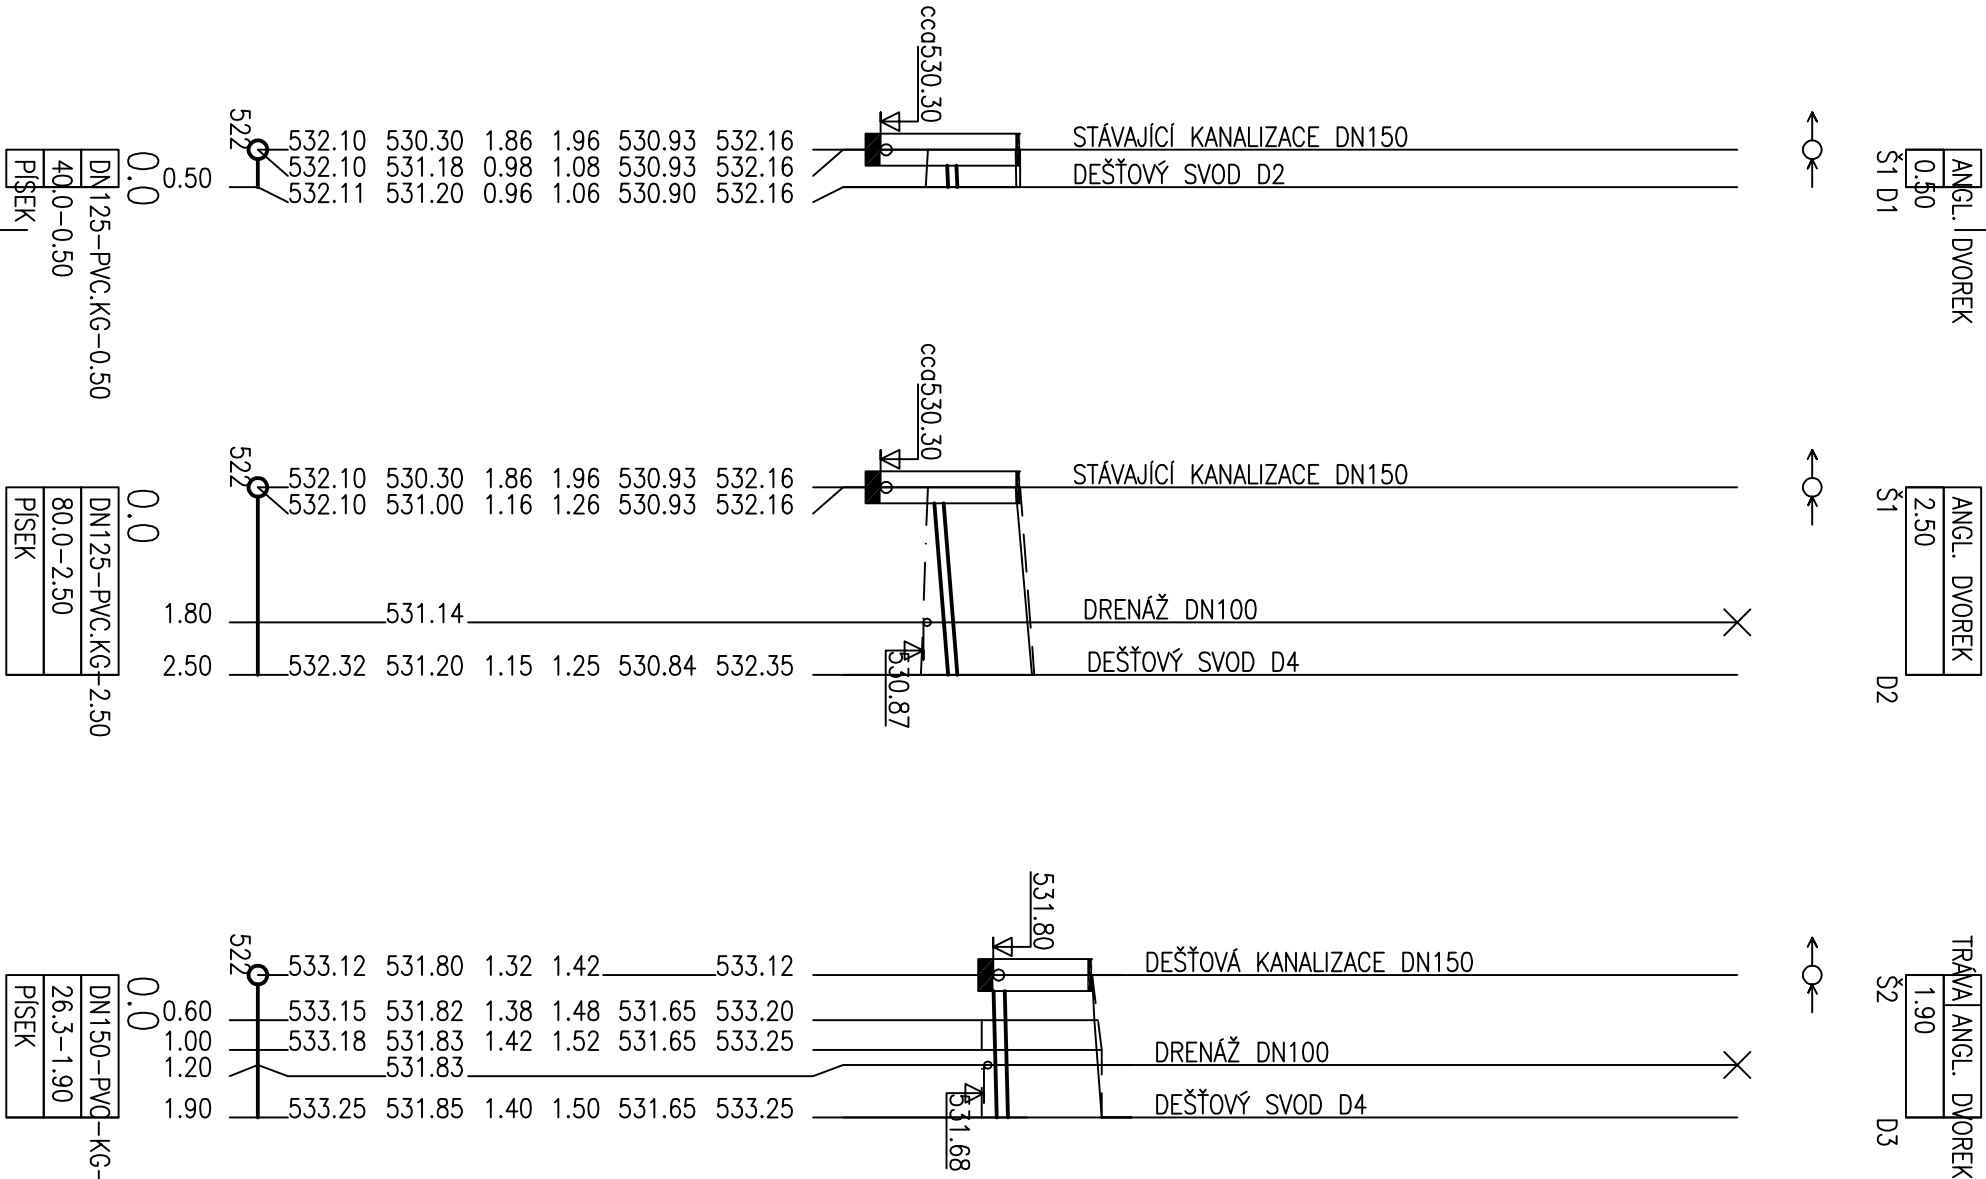 cca530.30
522
532.10 530.30 1.86 1.96 530.93 532.16
STÁVAJÍCÍ KANALIZACE DN150
532.10 531.18 0.98 1.08 530.93 532.16
DEŠŤOVÝ SVOD D2
0.50
532.11 531.20 0.96 1.06 530.90 532.16
0.0
DN125-PVC.KG-0.50
40.0-0.50
PÍSEK
Š1 D1
0.50
ANGL. DVOREK
cca530.30
522
532.10 530.30 1.86 1.96 530.93 532.16
STÁVAJÍCÍ KANALIZACE DN150
532.10 531.00 1.16 1.26 530.93 532.16
0.0
DN125-PVC.KG-2.50
80.0-2.50
PÍSEK
Š1
2.50
ANGL. DVOREK
1.80
531.14
DRENÁŽ DN100
2.50
532.32 531.20 1.15 1.25 530.84 532.35
DEŠŤOVÝ SVOD D4
530.87
D2
531.80
522
533.12 531.80 1.32 1.42 533.12
DEŠŤOVÁ KANALIZACE DN150
0.0
DN150-PVC-KG-
26.3-1.90
PÍSEK
Š2
1.90
TRÁVA ANGL. DVOREK
0.60
533.15 531.82 1.38 1.48 531.65 533.20
1.00
533.18 531.83 1.42 1.52 531.65 533.25
1.20
531.83
DRENÁŽ DN100
1.90
533.25 531.85 1.40 1.50 531.65 533.25
DEŠŤOVÝ SVOD D4
531.68
D3